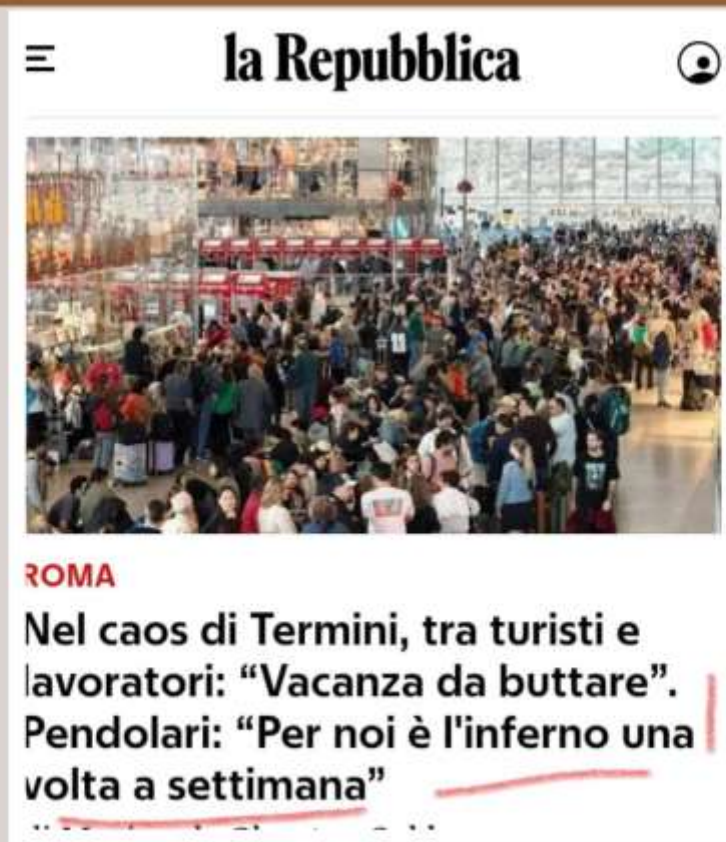 la Repubblica
ROMA
Nel caos di Termini, tra turisti e
lavoratori: “Vacanza da buttare”.
Pendolari: “Per noi è l'inferno una
volta a settimana”